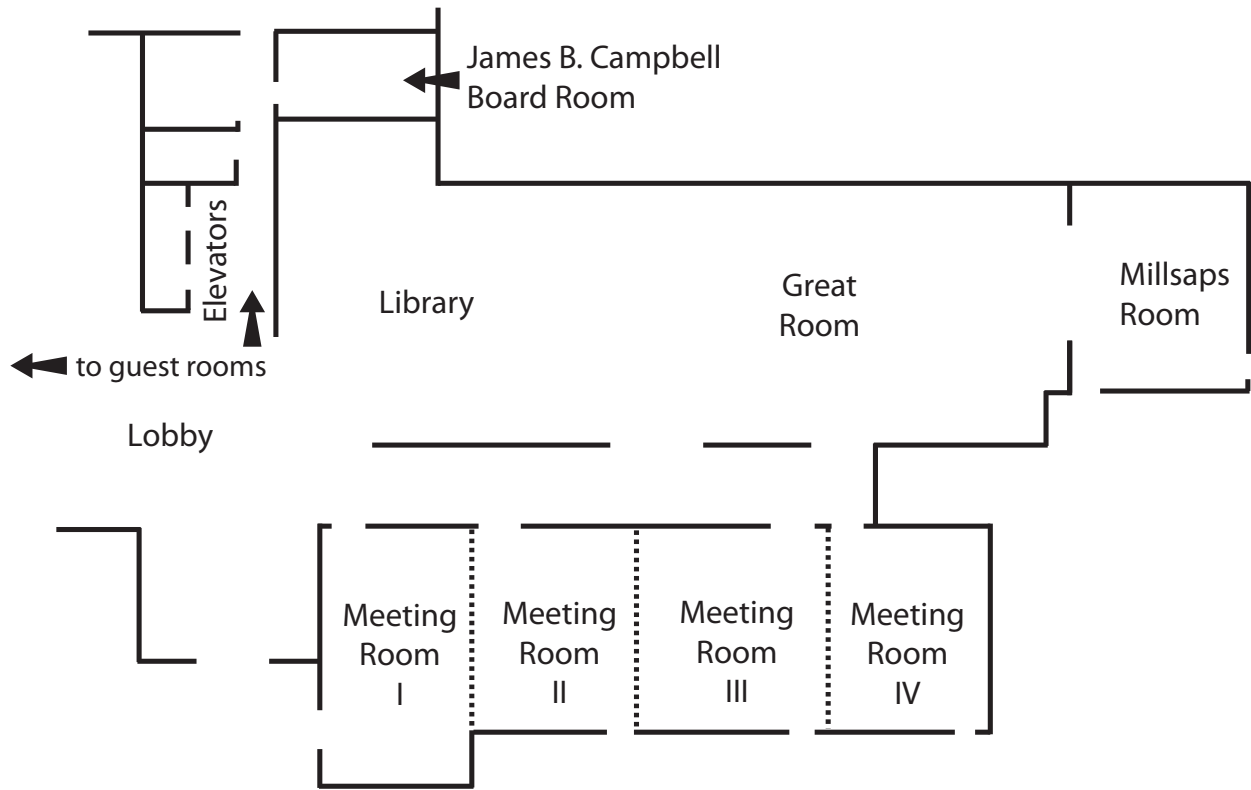 James B. Campbell
Board Room
Elevators
Library
Great
Room
Millsaps
Room
to guest rooms
Lobby
Meeting
Room
I
Meeting
Room
II
Meeting
Room
III
Meeting
Room
IV